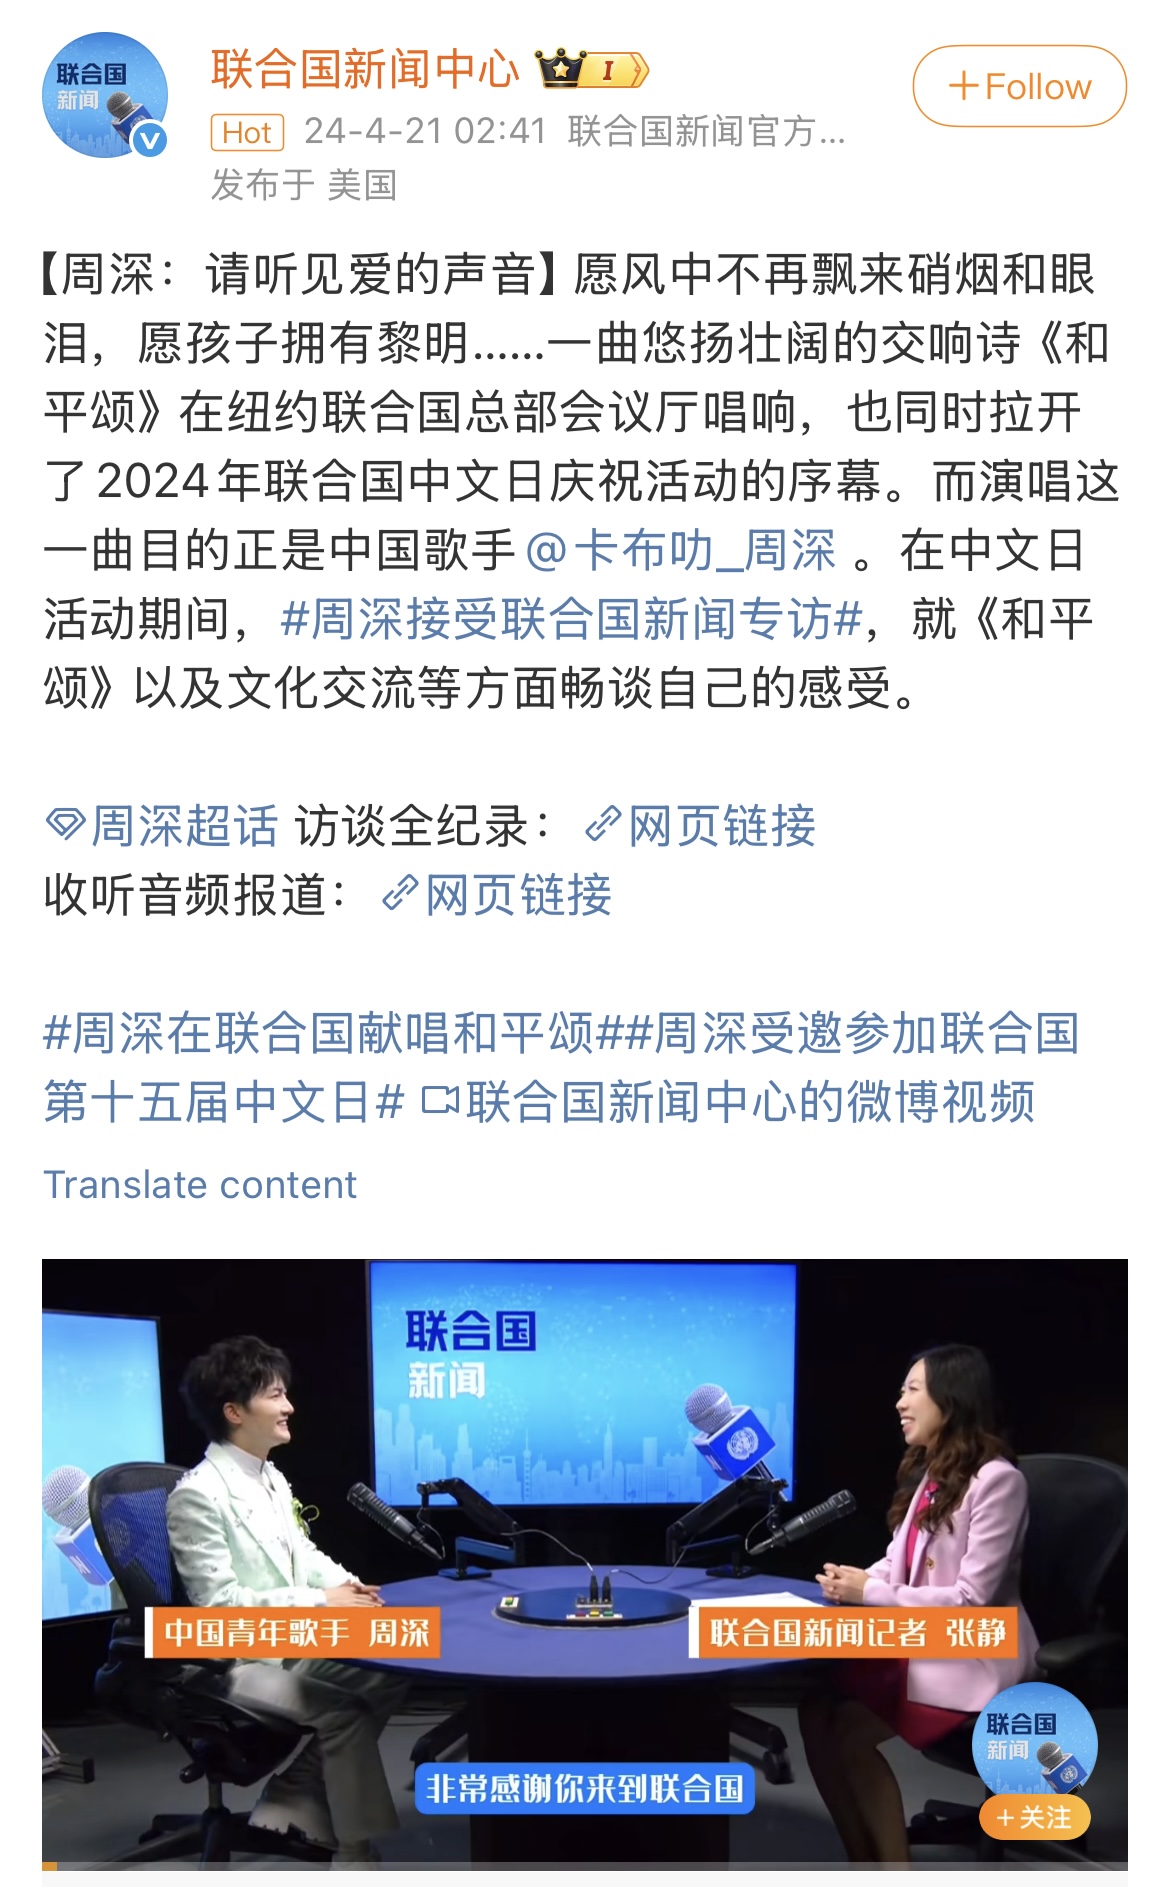 联合国
新闻
联合国新闻中心
I
+Follow
Hot 24-4-21 02:41 联合国新闻官方...
发布于 美国
【周深：请听见爱的声音】愿风中不再飘来硝烟和眼
泪，愿孩子拥有黎明……一曲悠扬壮阔的交响诗《和
平颂》在纽约联合国总部会议厅唱响，也同时拉开
了2024年联合国中文日庆祝活动的序幕。而演唱这
一曲目的正是中国歌手@卡布叻_周深 。在中文日
活动期间，#周深接受联合国新闻专访#，就《和平
颂》以及文化交流等方面畅谈自己的感受。
周深超话 访谈全纪录：网页链接
收听音频报道：网页链接
#周深在联合国献唱和平颂##周深受邀参加联合国
第十五届中文日# 联合国新闻中心的微博视频
Translate content
联合国
新闻
中国青年歌手 周深
联合国新闻记者 张静
联合国
新闻
+关注
非常感谢你来到联合国